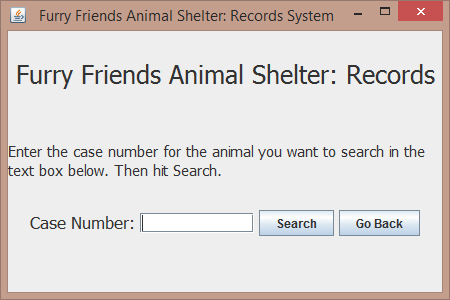 Furry Friends Animal Shelter: Records System
Furry Friends Animal Shelter: Records
Enter the case number for the animal you want to search in the
text box below. Then hit Search.
Case Number: Search Go Back